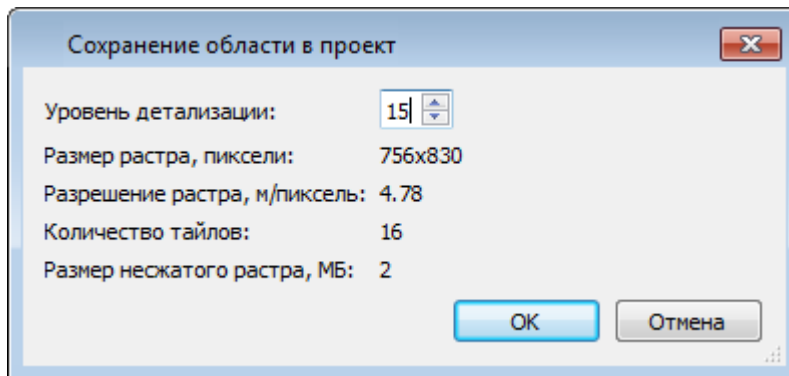 Сохранение области в проект
Уровень детализации: 15
Размер растра, пиксели: 756x830
Разрешение растра, м/пиксель: 4.78
Количество тайлов: 16
Размер несжатого растра, МБ: 2
ОК Отмена